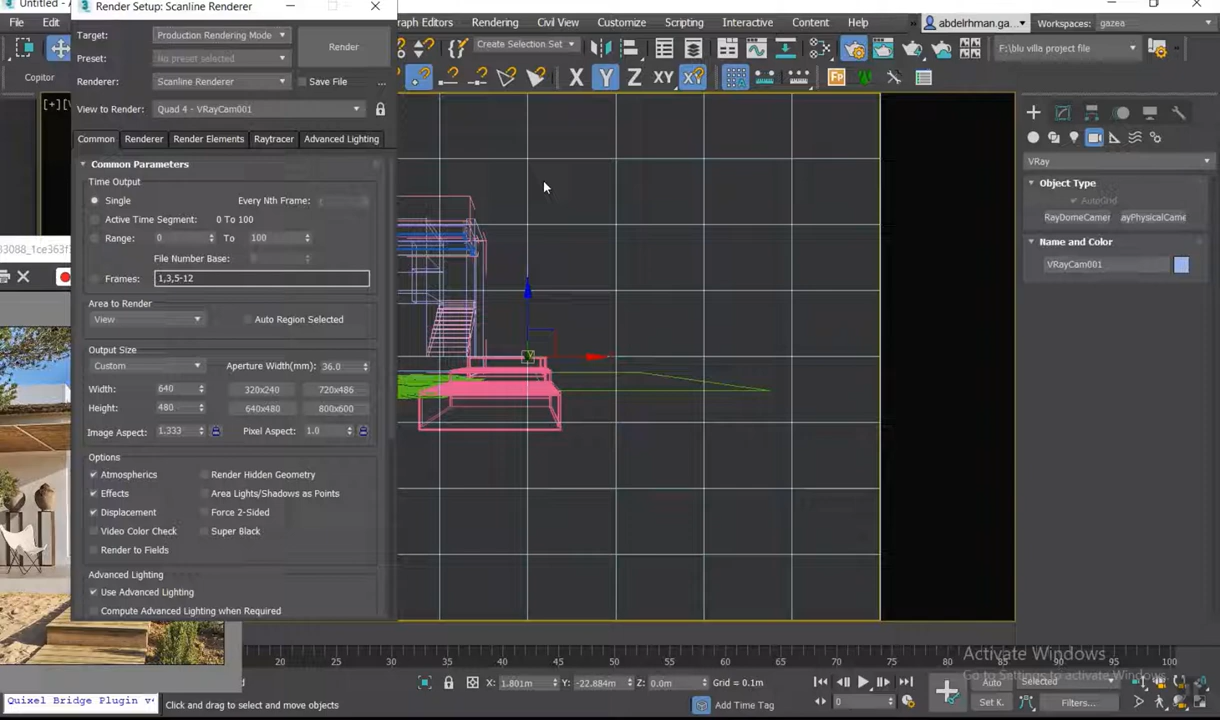 Untitled - A
Render Setup: Scanline Renderer
File
Edit
Graph Editors
Rendering
Civil View
Customize
Scripting
Interactive
Content
Help
abdelrhman.ga...
Workspaces:
gazea
Target:
Production Rendering Mode
Render
Preset:
No preset selected
Renderer:
Scanline Renderer
Save File
...
View to Render:
Quad 4 - VRayCam001
Create Selection Set
F:\blu villa project file
Copitor
X
Y
Z
XY
FP
Common
Renderer
Render Elements
Raytracer
Advanced Lighting
Common Parameters
Time Output
Single
Every Nth Frame:
Active Time Segment:
0 To 100
Range:
0
To
100
File Number Base:
Frames:
1,3,5-12
Area to Render
View
Auto Region Selected
Output Size
Custom
Aperture Width(mm):
36.0
Width:
640
320x240
720x486
Height:
480
640x480
800x600
Image Aspect:
1.333
Pixel Aspect:
1.0
Options
Atmospherics
Render Hidden Geometry
Effects
Area Lights/Shadows as Points
Displacement
Force 2-Sided
Video Color Check
Super Black
Render to Fields
Advanced Lighting
Use Advanced Lighting
Compute Advanced Lighting when Required
VRay
Object Type
AutoGrid
RayDomeCamer
ayPhysicalCame
Name and Color
VRayCam001
33088_1ce363f
20 25 30 35 40 45 50 55 60 65 70 75 80 85 90 95 100
Activate Windows
Go to Settings to activate Windows.
X: 1.801m
Y: -22.884m
Z: 0.0m
Grid = 0.1m
Auto
Selected
Set K.
Filters...
0
Quixel Bridge Plugin v
Click and drag to select and move objects
Add Time Tag